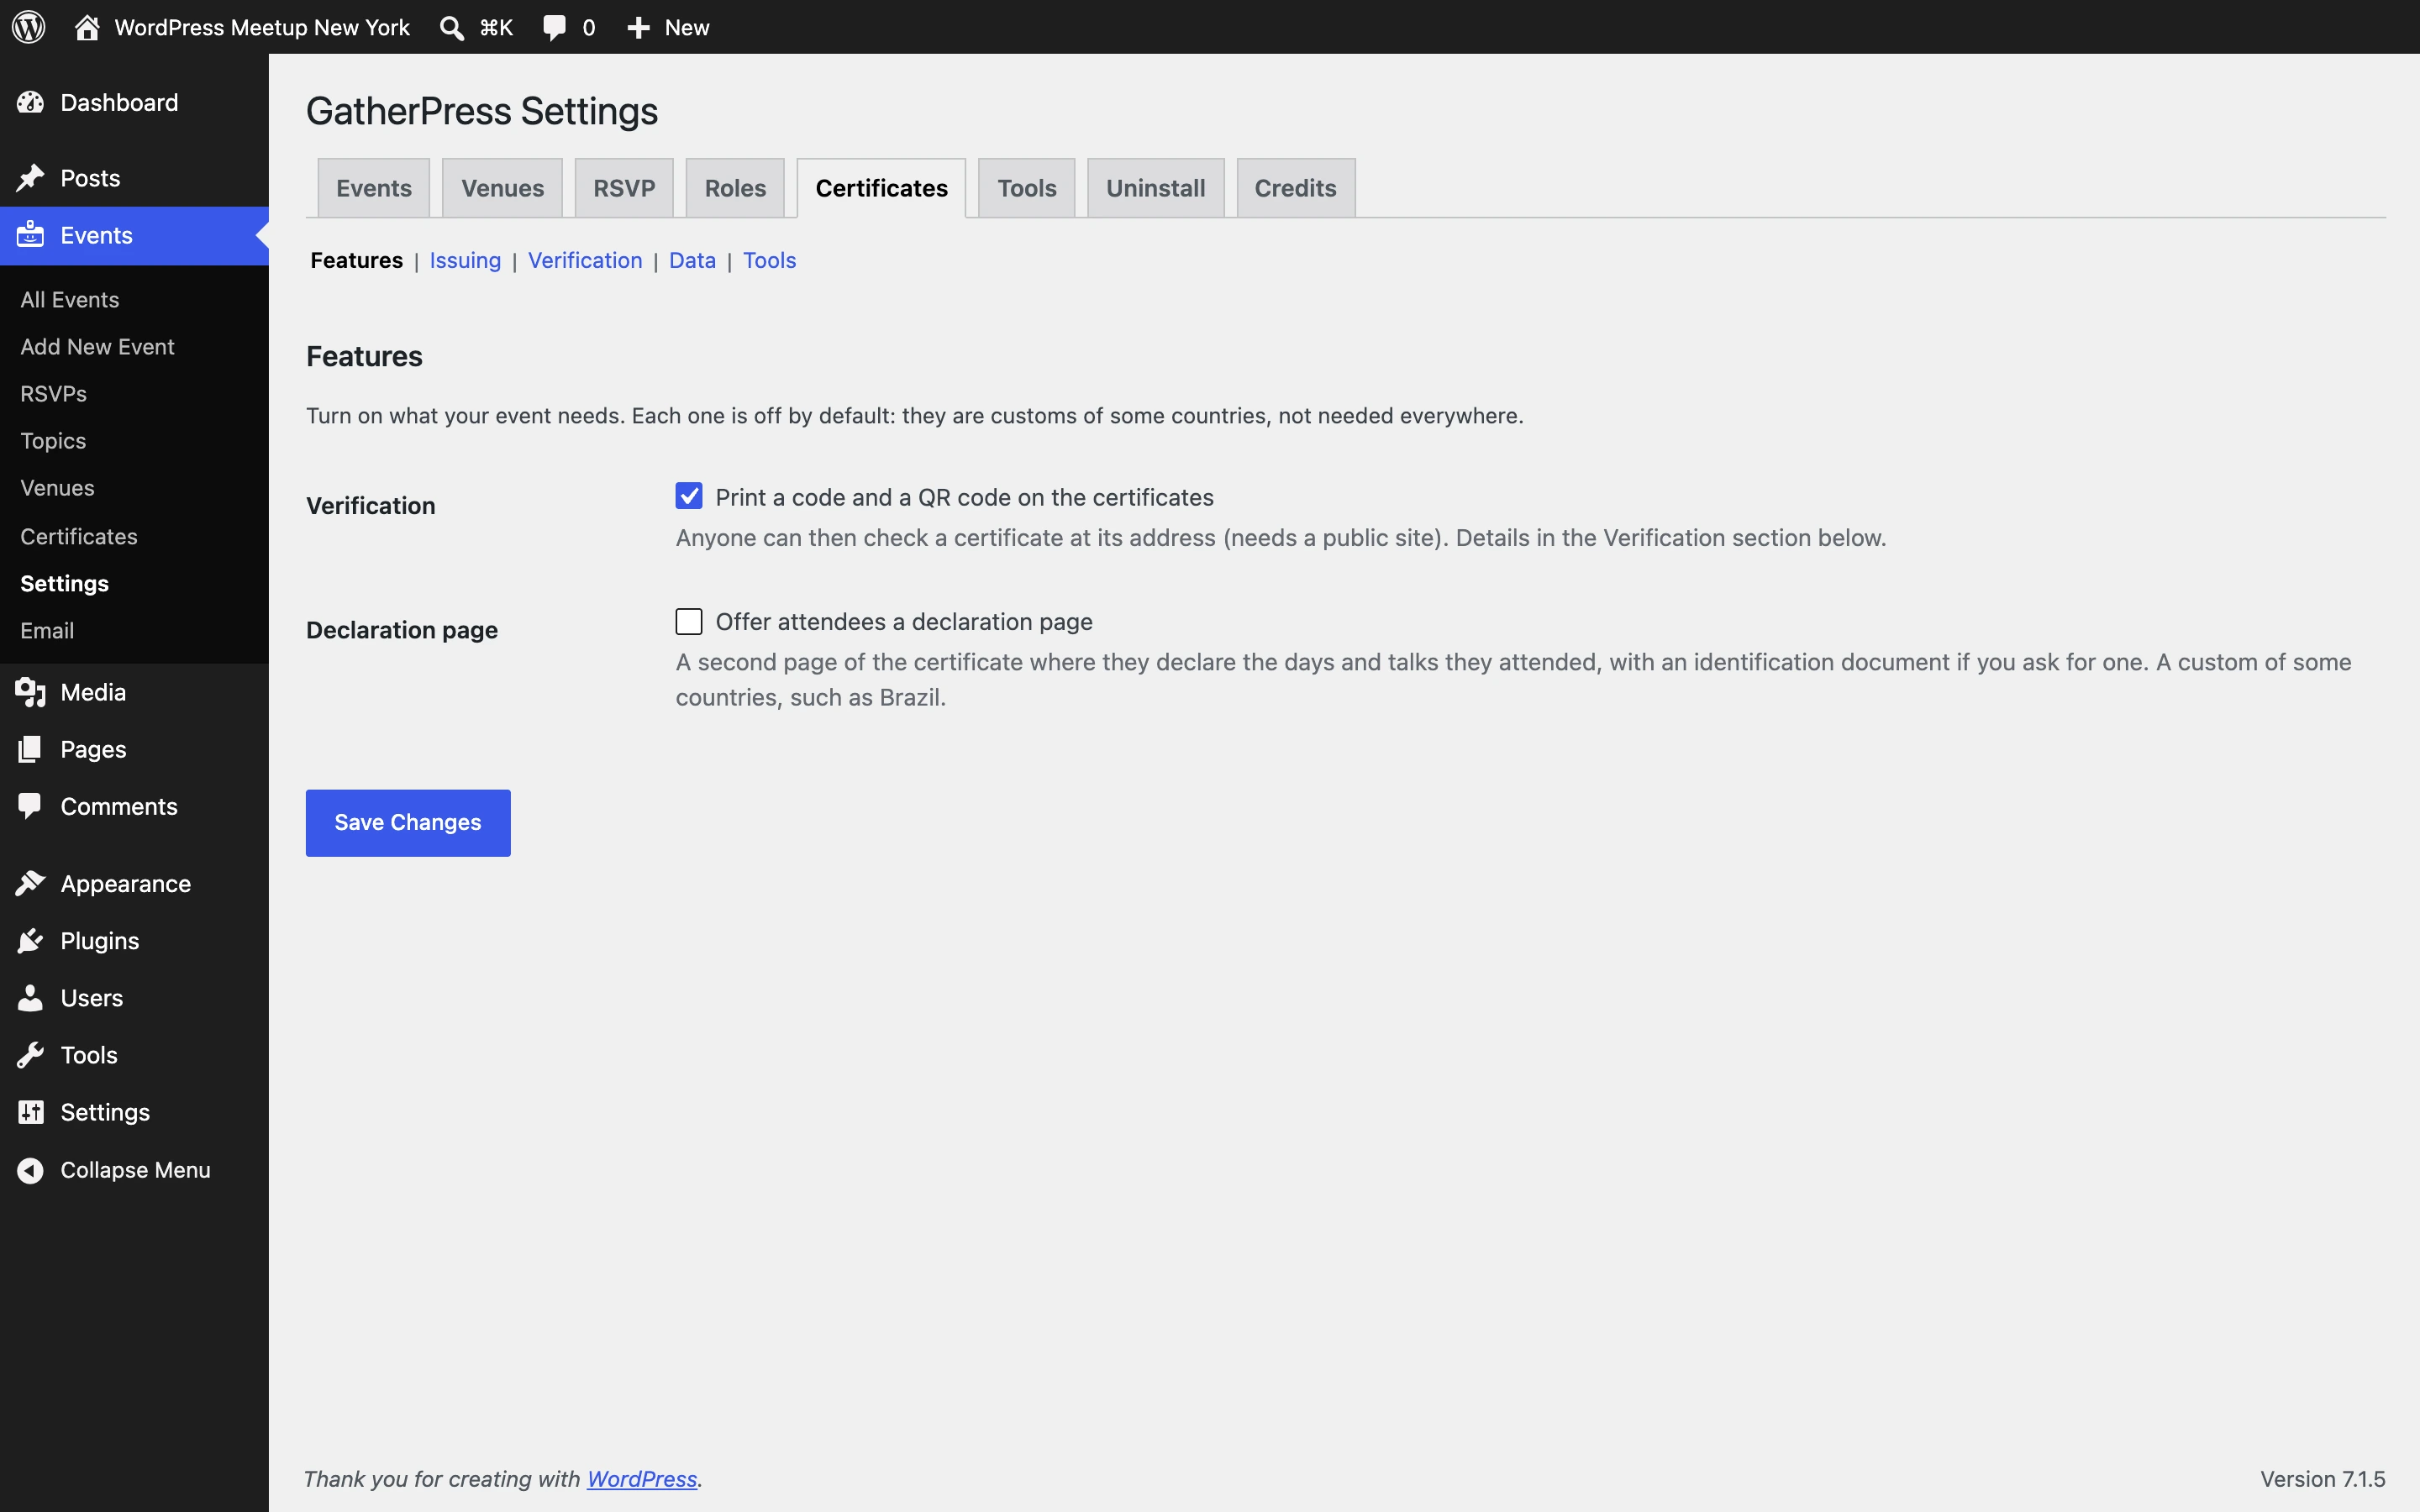 WordPress Meetup New York ⌘K 0 New
Dashboard
Posts
Events
All Events
Add New Event
RSVPs
Topics
Venues
Certificates
Settings
Email
Media
Pages
Comments
Appearance
Plugins
Users
Tools
Settings
Collapse Menu
GatherPress Settings
Events Venues RSVP Roles Certificates Tools Uninstall Credits
Features | Issuing | Verification | Data | Tools
Features
Turn on what your event needs. Each one is off by default: they are customs of some countries, not needed everywhere.
Verification
Print a code and a QR code on the certificates
Anyone can then check a certificate at its address (needs a public site). Details in the Verification section below.
Declaration page
Offer attendees a declaration page
A second page of the certificate where they declare the days and talks they attended, with an identification document if you ask for one. A custom of some
countries, such as Brazil.
Save Changes
Thank you for creating with WordPress.
Version 7.1.5